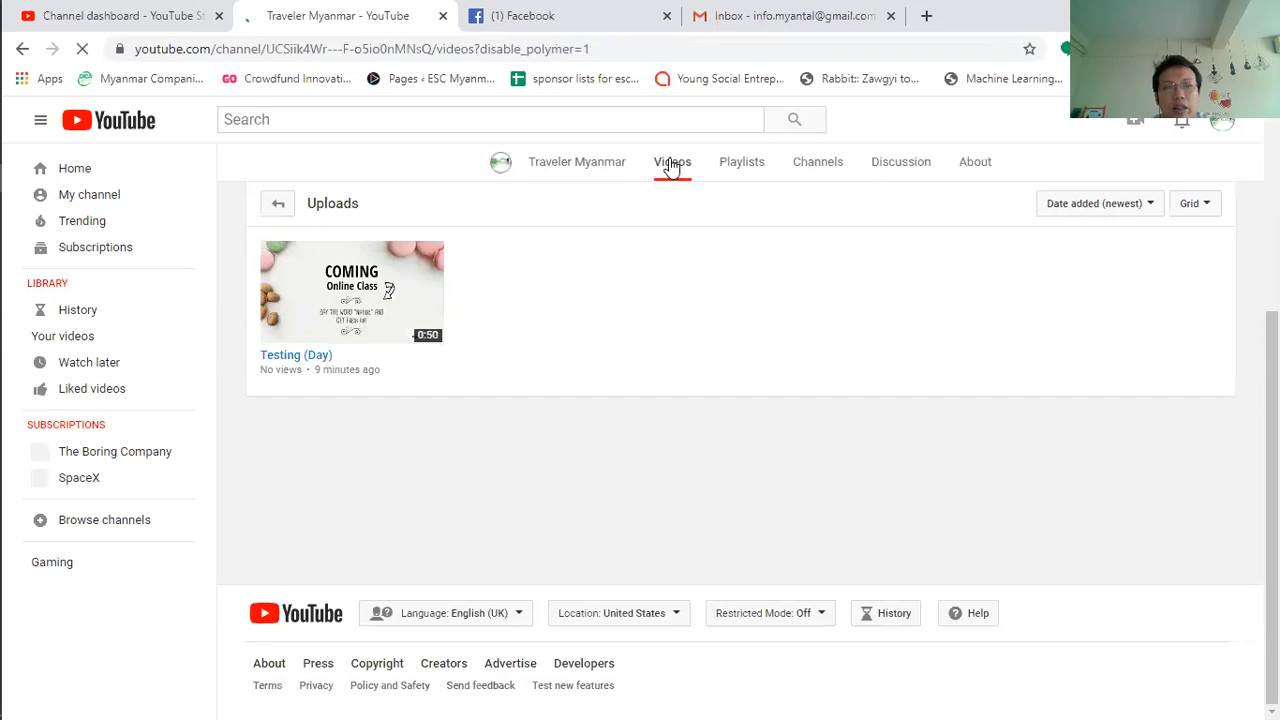 Channel dashboard - YouTube St
Traveler Myanmar - YouTube
(1) Facebook
Inbox - info.myantal@gmail.com
youtube.com/channel/UCSiik4Wr---F-o5io0nMNsQ/videos?disable_polymer=1
Apps
Myanmar Compani...
GO Crowdfund Innovati...
Pages ‹ ESC Myanm...
sponsor lists for esc...
Young Social Entrep...
Rabbit:: Zawgyi to...
Machine Learning...
YouTube
Search
Traveler Myanmar
Videos
Playlists
Channels
Discussion
About
Home
My channel
Trending
Subscriptions
LIBRARY
History
Your videos
Watch later
Liked videos
SUBSCRIPTIONS
The Boring Company
SpaceX
Browse channels
Gaming
Uploads
Date added (newest)
Grid
COMING
Online Class
SAY THE WORD "NATURE" AND
0:50
Testing (Day)
No views • 9 minutes ago
YouTube
Language: English (UK)
Location: United States
Restricted Mode: Off
History
Help
About Press Copyright Creators Advertise Developers
Terms Privacy Policy and Safety Send feedback Test new features